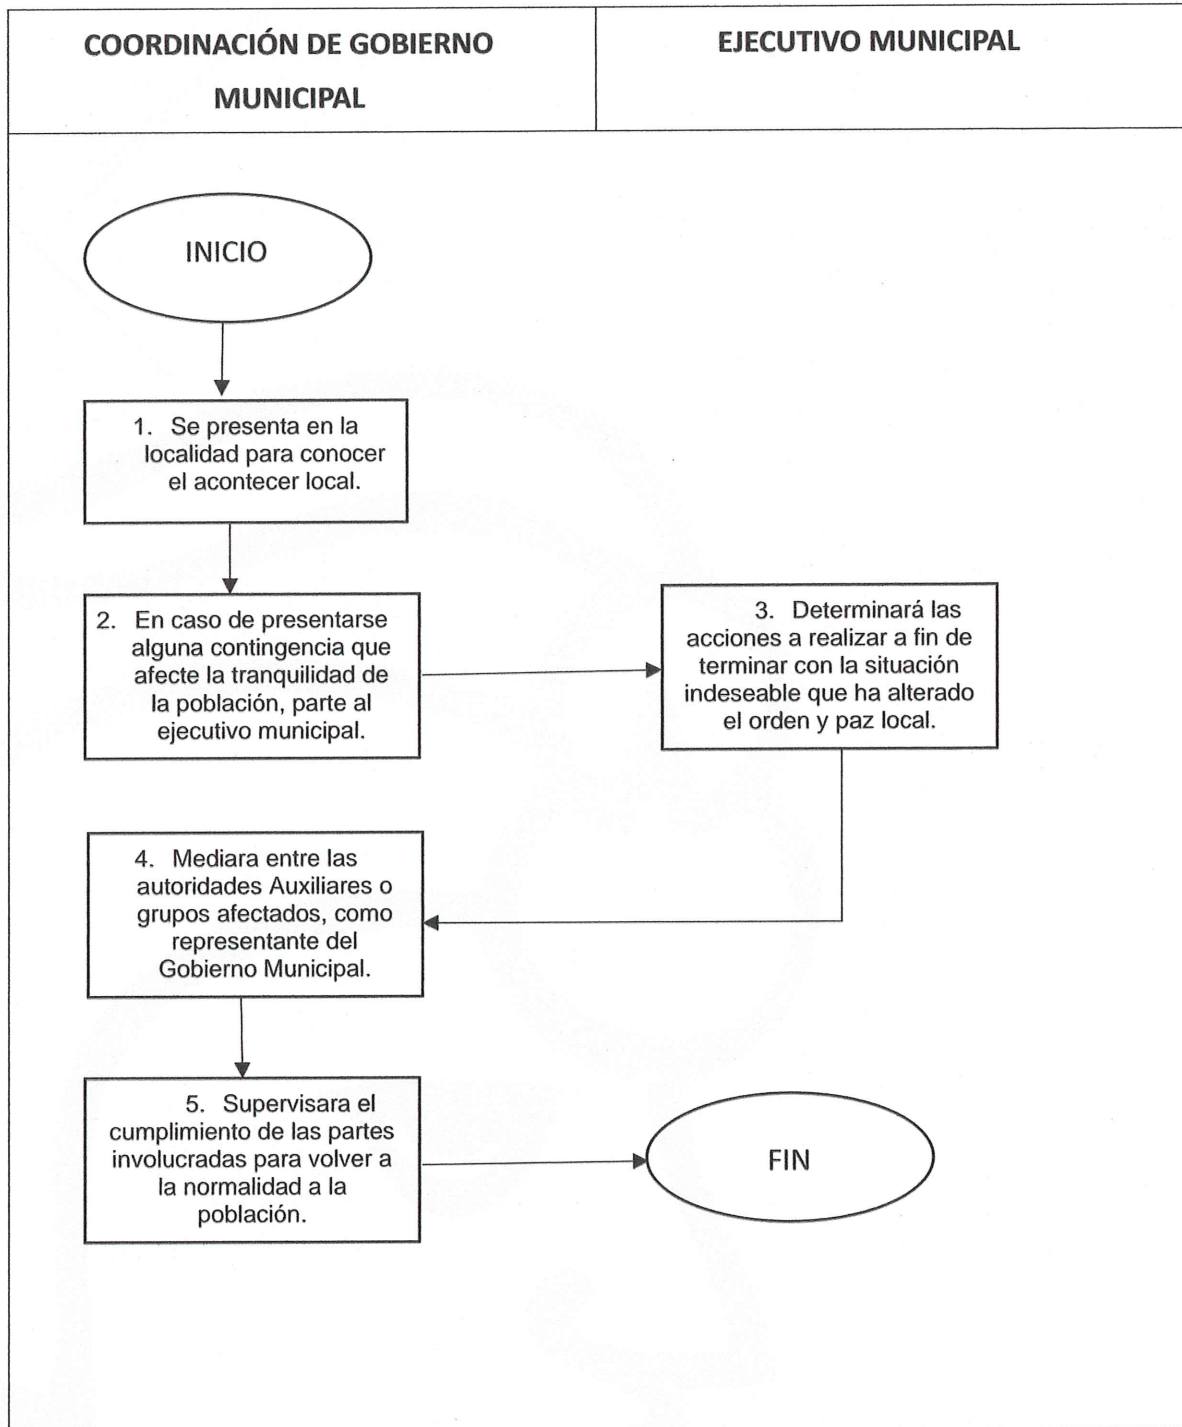 COORDINACIÓN DE GOBIERNO
MUNICIPAL
EJECUTIVO MUNICIPAL
INICIO
1. Se presenta en la
localidad para conocer
el acontecer local.
2. En caso de presentarse
alguna contingencia que
afecte la tranquilidad de
la población, parte al
ejecutivo municipal.
3. Determinará las
acciones a realizar a fin de
terminar con la situación
indeseable que ha alterado
el orden y paz local.
4. Mediara entre las
autoridades Auxiliares o
grupos afectados, como
representante del
Gobierno Municipal.
5. Supervisara el
cumplimiento de las partes
involucradas para volver a
la normalidad a la
población.
FIN